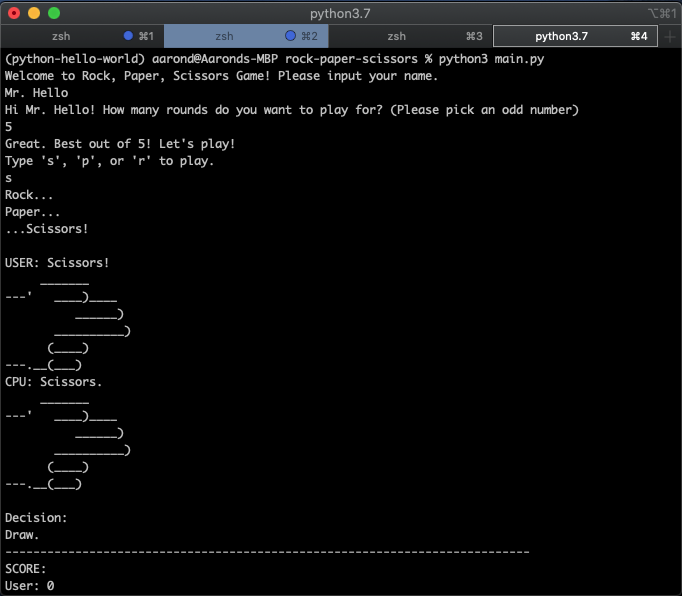 python3.7
⌥⌘1
zsh ⌘1 zsh ⌘2 zsh ⌘3 python3.7 ⌘4
(python-hello-world) aarond@Aaronds-MBP rock-paper-scissors % python3 main.py
Welcome to Rock, Paper, Scissors Game! Please input your name.
Mr. Hello
Hi Mr. Hello! How many rounds do you want to play for? (Please pick an odd number)
5
Great. Best out of 5! Let's play!
Type 's', 'p', or 'r' to play.
s
Rock...
Paper...
...Scissors!

USER: Scissors!
     _______
---'   ____)____
          ______)
       __________)
      (____)
---.__(___)
CPU: Scissors.
     _______
---'   ____)____
          ______)
       __________)
      (____)
---.__(___)

Decision:
Draw.
---------------------------------------------------------------------------
SCORE:
User: 0